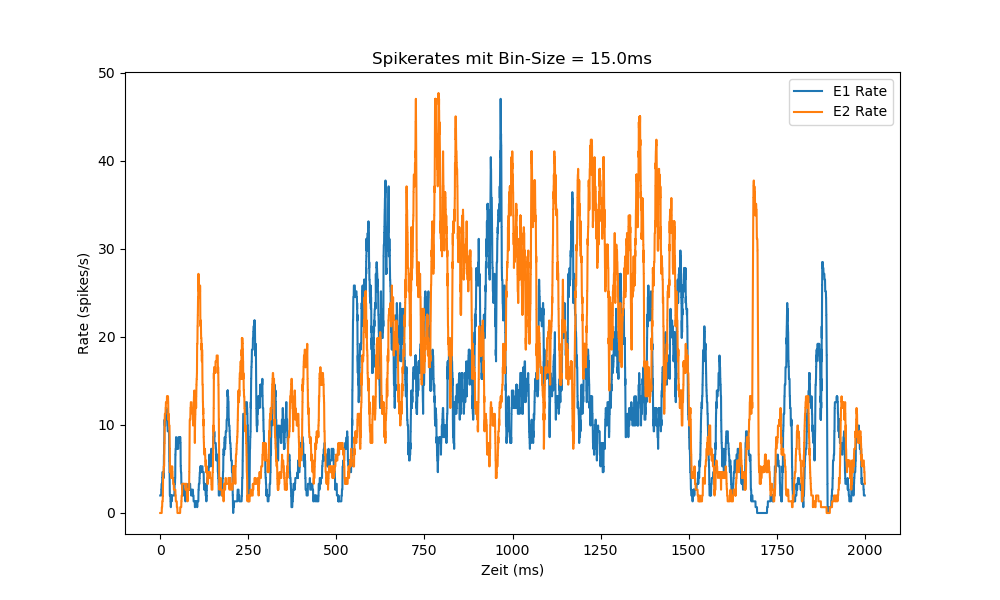 Spikerates mit Bin-Size = 15.0ms
E1 Rate
E2 Rate
Rate (spikes/s)
50
40
30
20
10
0
0 250 500 750 1000 1250 1500 1750 2000
Zeit (ms)